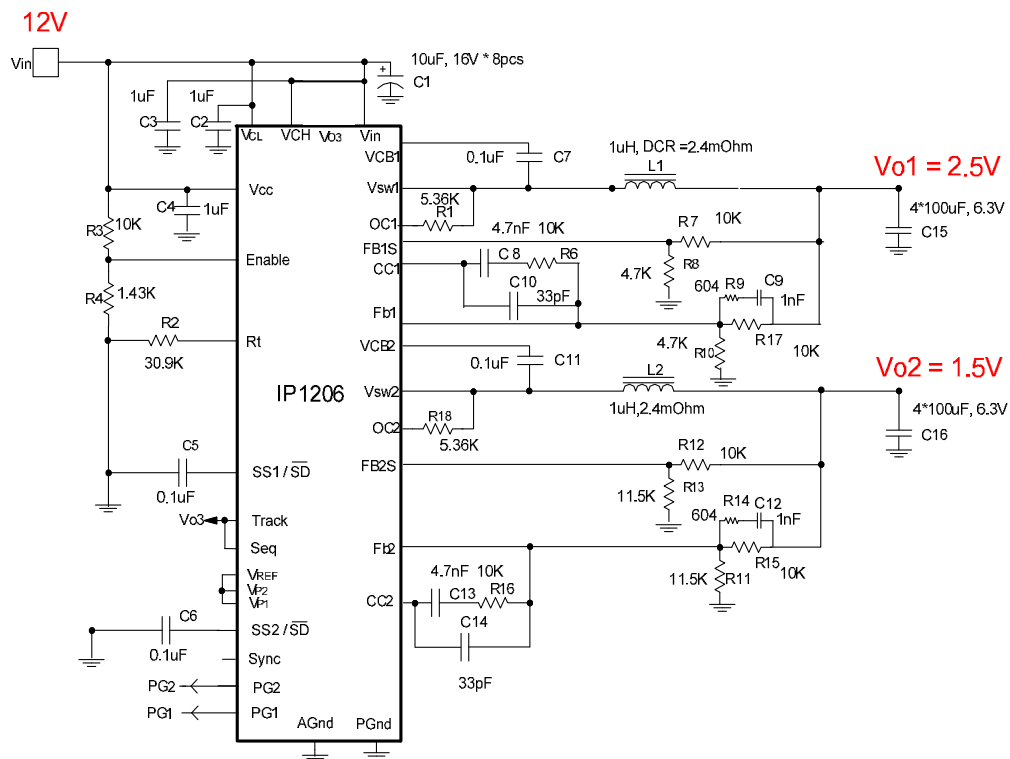 12V
Vin
10uF, 16V * 8pcs
C1
1uF
1uF
C3
C2
VCL
VCH
Vo3
Vin
VCB1
0.1uF
C7
1uH, DCR =2.4mOhm
L1
Vo1 = 2.5V
Vcc
Vsw1
5.36K
R1
OC1
4*100uF, 6.3V
C15
C4
1uF
R3
10K
4.7nF
10K
R7
10K
FB1S
Enable
CC1
C 8
R6
4.7K
R8
C10
33pF
604
R9
C9
1nF
R4
1.43K
Fb1
R2
Rt
30.9K
4.7K
R10
R17
10K
VCB2
0.1uF
C11
L2
Vo2 = 1.5V
IP1206
Vsw2
1uH,2.4mOhm
R18
OC2
5.36K
4*100uF, 6.3V
C16
C5
SS1/SD
0.1uF
FB2S
R12
10K
11.5K
R13
604
R14
C12
1nF
Vo3
Track
Seq
Fb2
R15
10K
11.5K
R11
VREF
VP2
VP1
4.7nF
10K
CC2
C13
R16
C6
SS2/SD
0.1uF
C14
33pF
Sync
PG2
PG2
PG1
PG1
AGnd
PGnd